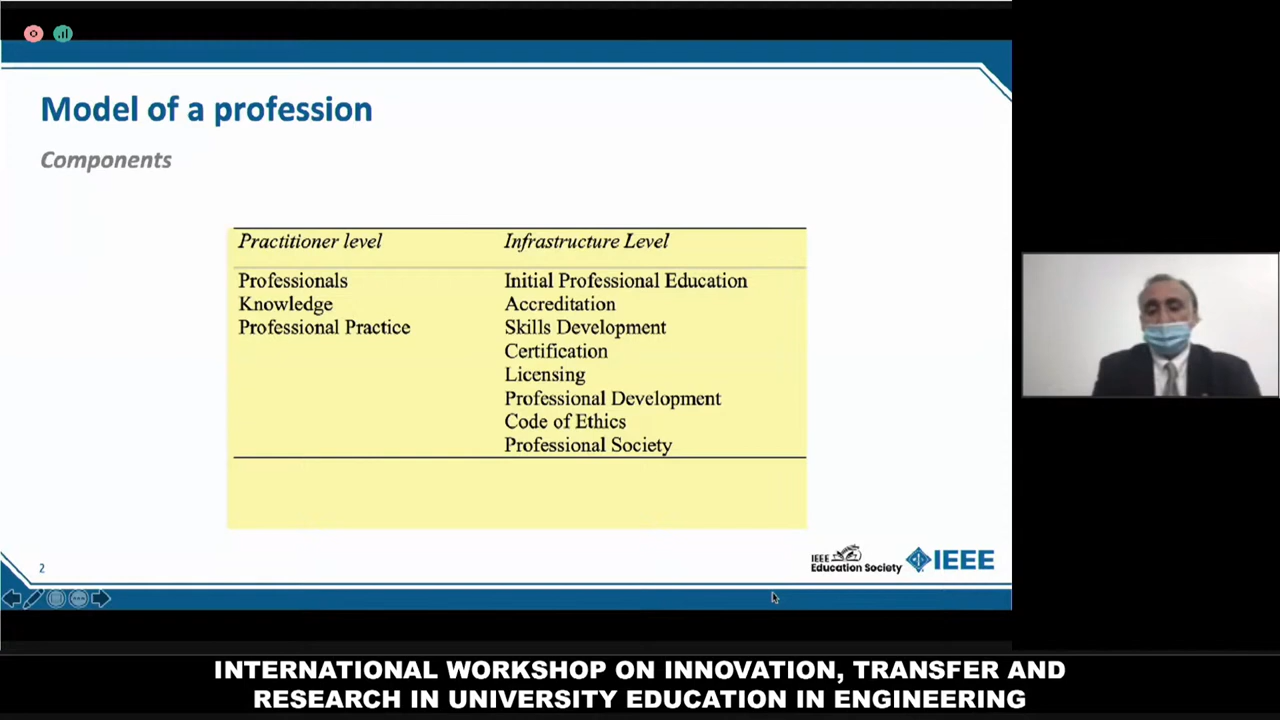 Model of a profession
Components
Practitioner level
Infrastructure Level
Professionals
Initial Professional Education
Knowledge
Accreditation
Professional Practice
Skills Development
Certification
Licensing
Professional Development
Code of Ethics
Professional Society
2
IEEE
Education Society
IEEE
INTERNATIONAL WORKSHOP ON INNOVATION, TRANSFER AND
RESEARCH IN UNIVERSITY EDUCATION IN ENGINEERING